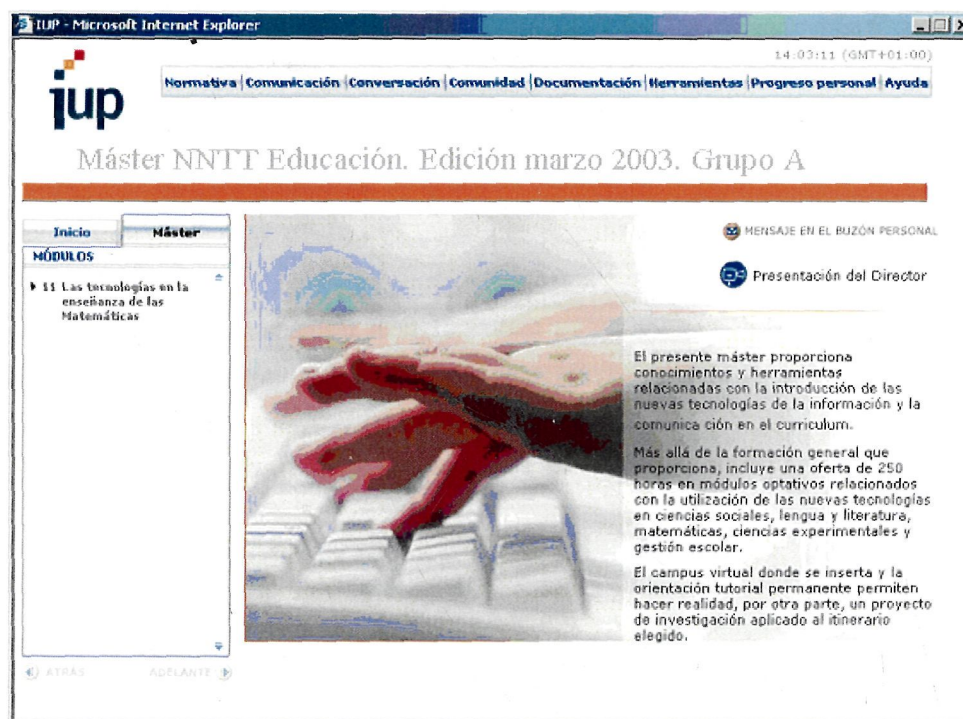 IUP - Microsoft Internet Explorer
14:03:11 (GMT+01:00)
iup
Normativa Comunicación Conversación Comunidad Documentación Herramientas Progreso personal Ayuda
Máster NNTT Educación. Edición marzo 2003. Grupo A
Inicio Máster
MÓDULOS
11 Las tecnologías en la
enseñanza de las
Matemáticas
ATRÁS ADELANTE
MENSAJE EN EL BUZÓN PERSONAL
Presentación del Director
El presente máster proporciona
conocimientos y herramientas
relacionadas con la introducción de las
nuevas tecnologías de la información y la
comunica ción en el curriculum.
Más allá de la formación general que
proporciona, incluye una oferta de 250
horas en módulos optativos relacionados
con la utilización de las nuevas tecnologías
en ciencias sociales, lengua y literatura,
matemáticas, ciencias experimentales y
gestión escolar.
El campus virtual donde se inserta y la
orientación tutorial permanente permiten
hacer realidad, por otra parte, un proyecto
de investigación aplicado al itinerario
elegido.